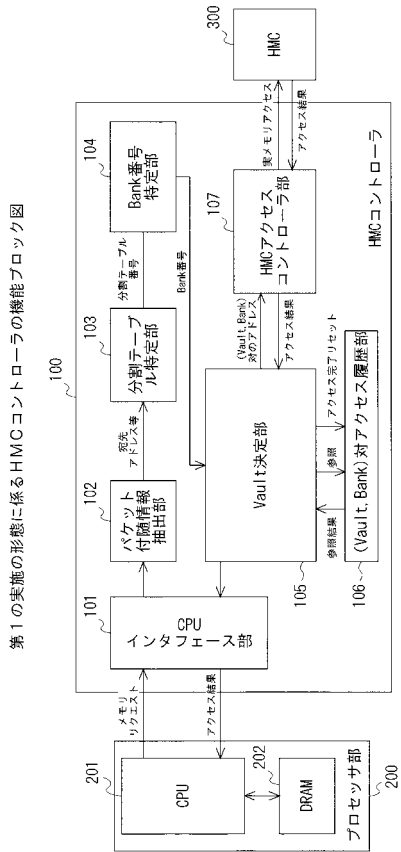 第1の実施の形態に係るHMCコントローラの機能ブロック図
100
HMCコントローラ
200
プロセッサ部
201
CPU
202
DRAM
メモリ
リクエスト
アクセス結果
101
CPU
インタフェース部
102
パケット
付随情報
抽出部
宛先
アドレス等
103
分割テーブ
ル特定部
分割テーブル
番号
104
Bank番号
特定部
Bank番号
105
Vault決定部
参照結果
参照
アクセス完了リセット
106
(Vault,Bank)対アクセス履歴部
(Vault,Bank)
対のアドレス
アクセス結果
107
HMCアクセス
コントローラ部
実メモリアクセス
アクセス結果
300
HMC